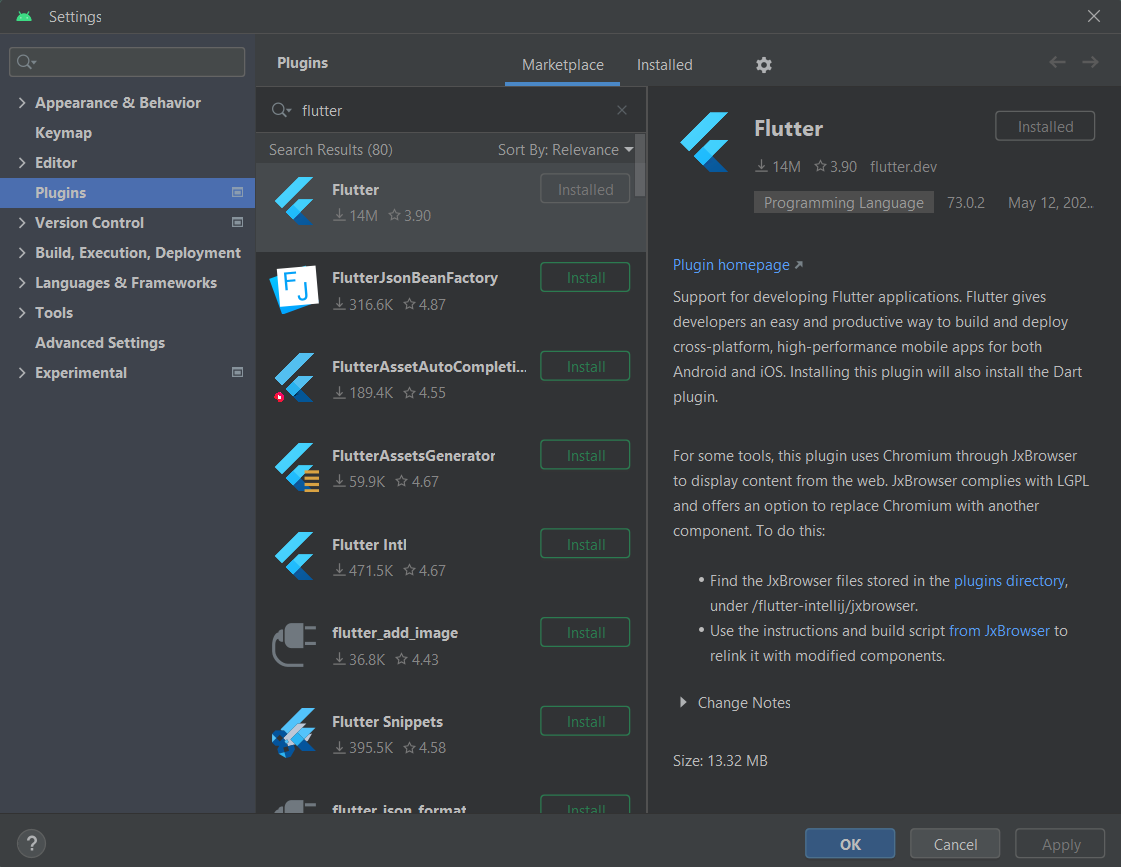 Settings
Appearance & Behavior
Keymap
Editor
Plugins
Version Control
Build, Execution, Deployment
Languages & Frameworks
Tools
Advanced Settings
Experimental
Plugins
Marketplace
Installed
flutter
Search Results (80)
Sort By: Relevance
Flutter
Installed
14M 3.90
FlutterJsonBeanFactory
Install
316.6K 4.87
FlutterAssetAutoCompleti...
Install
189.4K 4.55
FlutterAssetsGenerator
Install
59.9K 4.67
Flutter Intl
Install
471.5K 4.67
flutter_add_image
Install
36.8K 4.43
Flutter Snippets
Install
395.5K 4.58
flutter_json_format
Install
Flutter
Installed
14M 3.90 flutter.dev
Programming Language 73.0.2 May 12, 202..
Plugin homepage
Support for developing Flutter applications. Flutter gives
developers an easy and productive way to build and deploy
cross-platform, high-performance mobile apps for both
Android and iOS. Installing this plugin will also install the Dart
plugin.
For some tools, this plugin uses Chromium through JxBrowser
to display content from the web. JxBrowser complies with LGPL
and offers an option to replace Chromium with another
component. To do this:
• Find the JxBrowser files stored in the plugins directory,
under /flutter-intellij/jxbrowser.
• Use the instructions and build script from JxBrowser to
relink it with modified components.
Change Notes
Size: 13.32 MB
?
OK
Cancel
Apply